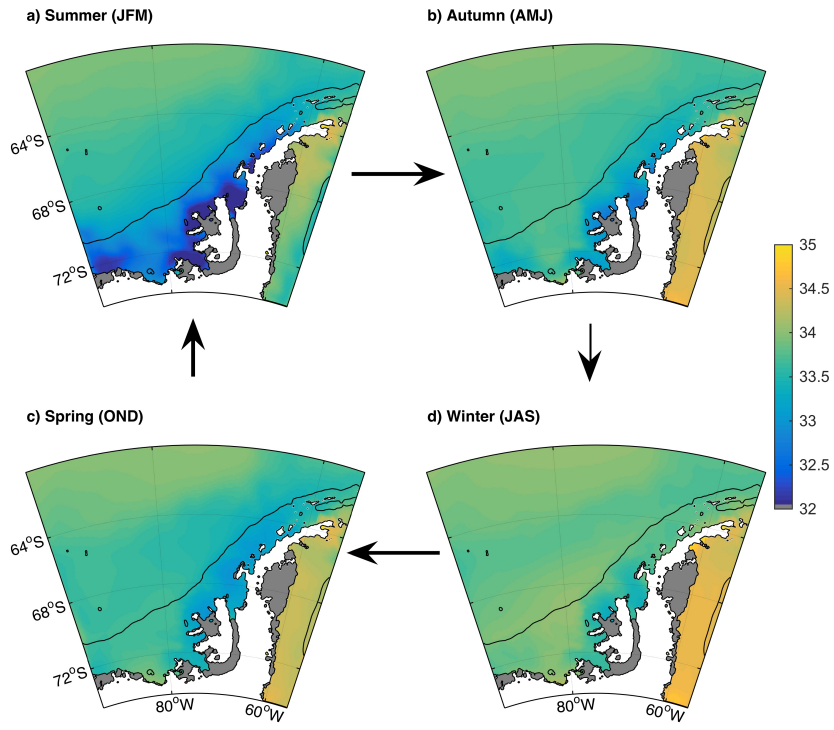 a) Summer (JFM)
b) Autumn (AMJ)
64°S
68°S
72°S
35
34.5
34
33.5
33
32.5
32
c) Spring (OND)
d) Winter (JAS)
64°S
68°S
72°S
80°W
60°W
80°W
60°W